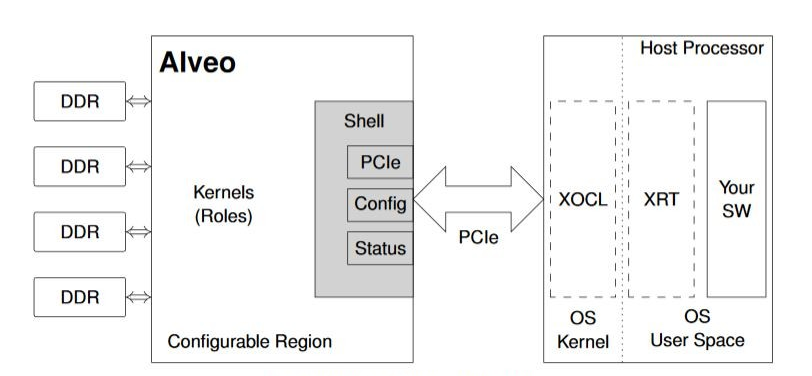 Alveo
DDR
DDR
DDR
DDR
Kernels
(Roles)
Shell
PCIe
Config
Status
Configurable Region
PCIe
Host Processor
XOCL
XRT
Your
SW
OS
Kernel
OS
User Space